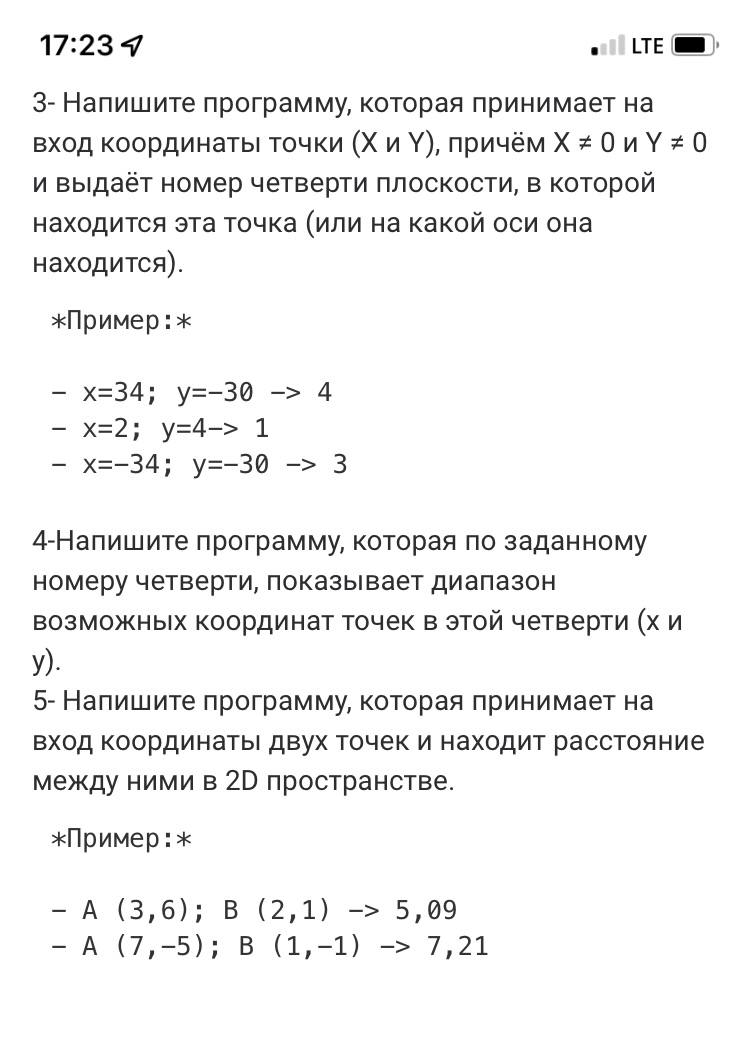 17:23 LTE
3- Напишите программу, которая принимает на
вход координаты точки (X и Y), причём X ≠ 0 и Y ≠ 0
и выдаёт номер четверти плоскости, в которой
находится эта точка (или на какой оси она
находится).
*Пример:*
- x=34; y=-30 -> 4
- x=2; y=4-> 1
- x=-34; y=-30 -> 3
4-Напишите программу, которая по заданному
номеру четверти, показывает диапазон
возможных координат точек в этой четверти (x и
y).
5- Напишите программу, которая принимает на
вход координаты двух точек и находит расстояние
между ними в 2D пространстве.
*Пример:*
- A (3,6); B (2,1) -> 5,09
- A (7,-5); B (1,-1) -> 7,21